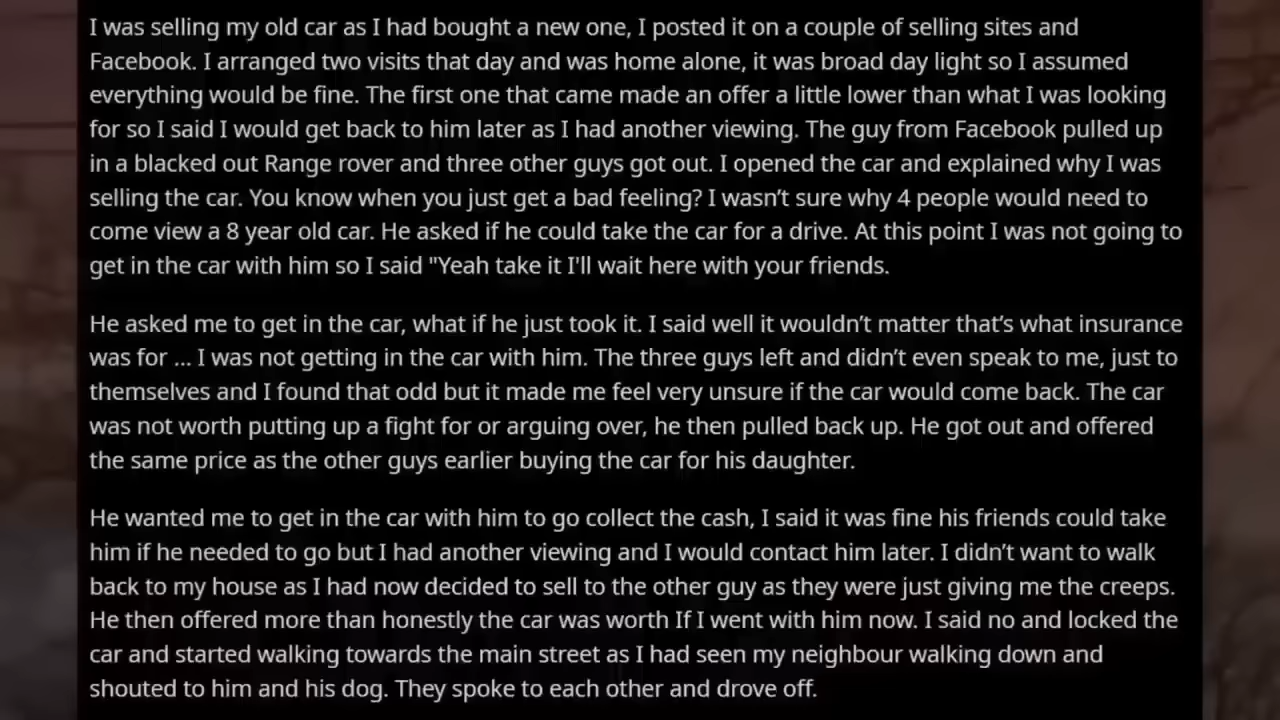 I was selling my old car as I had bought a new one, I posted it on a couple of selling sites and
Facebook. I arranged two visits that day and was home alone, it was broad day light so I assumed
everything would be fine. The first one that came made an offer a little lower than what I was looking
for so I said I would get back to him later as I had another viewing. The guy from Facebook pulled up
in a blacked out Range rover and three other guys got out. I opened the car and explained why I was
selling the car. You know when you just get a bad feeling? I wasn’t sure why 4 people would need to
come view a 8 year old car. He asked if he could take the car for a drive. At this point I was not going to
get in the car with him so I said "Yeah take it I'll wait here with your friends.
He asked me to get in the car, what if he just took it. I said well it wouldn’t matter that’s what insurance
was for ... I was not getting in the car with him. The three guys left and didn’t even speak to me, just to
themselves and I found that odd but it made me feel very unsure if the car would come back. The car
was not worth putting up a fight for or arguing over, he then pulled back up. He got out and offered
the same price as the other guys earlier buying the car for his daughter.
He wanted me to get in the car with him to go collect the cash, I said it was fine his friends could take
him if he needed to go but I had another viewing and I would contact him later. I didn’t want to walk
back to my house as I had now decided to sell to the other guy as they were just giving me the creeps.
He then offered more than honestly the car was worth If I went with him now. I said no and locked the
car and started walking towards the main street as I had seen my neighbour walking down and
shouted to him and his dog. They spoke to each other and drove off.